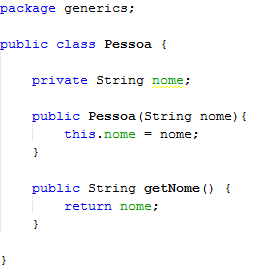 package generics;
public class Pessoa {
private String nome;
public Pessoa(String nome){
this.nome = nome;
}
public String getNome() {
return nome;
}
}